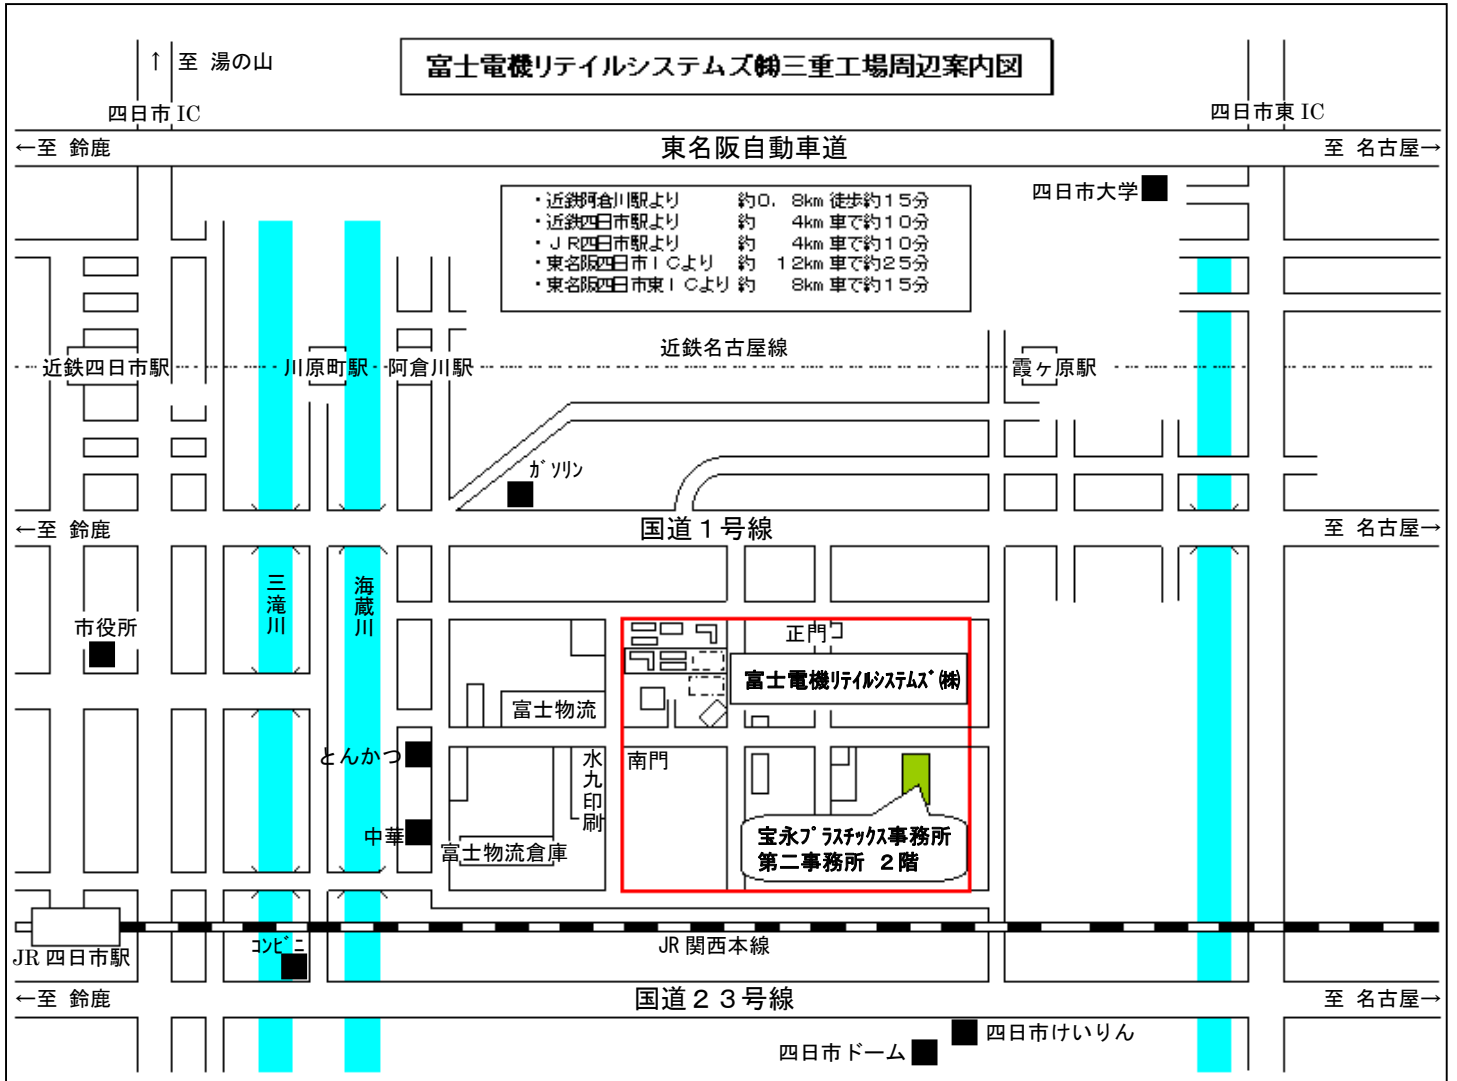 ↑ 至 湯の山
富士電機リテイルシステムズ㈱三重工場周辺案内図
四日市 IC
四日市東 IC
←至 鈴鹿
東名阪自動車道
至 名古屋→
四日市大学
・近鉄阿倉川駅より 約0．8km 徒歩約15分
・近鉄四日市駅より 約 4km 車で約10分
・JR四日市駅より 約 4km 車で約10分
・東名阪四日市ICより 約 12km 車で約25分
・東名阪四日市東ICより 約 8km 車で約15分
近鉄名古屋線
近鉄四日市駅
川原町駅
阿倉川駅
霞ヶ原駅
ｶﾞｿﾘﾝ
←至 鈴鹿
国道１号線
至 名古屋→
三滝川
海蔵川
市役所
正門
富士電機ﾘﾃｲﾙｼｽﾃﾑｽﾞ㈱
富士物流
とんかつ
水九印刷
南門
中華
富士物流倉庫
宝永ﾌﾟﾗｽﾁｯｸｽ事務所
第二事務所 ２階
JR 四日市駅
ｺﾝﾋﾞﾆ
JR 関西本線
←至 鈴鹿
国道２３号線
至 名古屋→
四日市けいりん
四日市ドーム